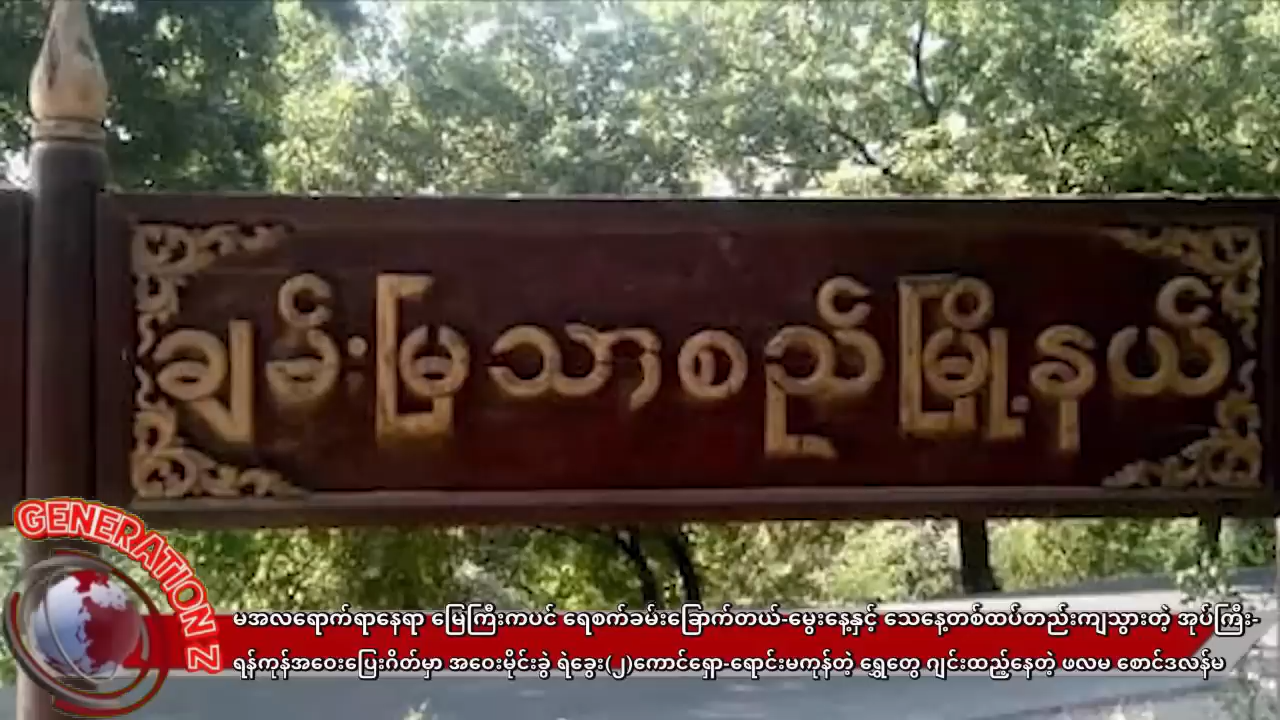 ချမ်းမြသာစည်မြို့နယ်
GENERATION Z
မအလရောက်ရာနေရာ မြေကြီးကပင် ရေစက်ခမ်းခြောက်တယ်-မွေးနေ့နှင့် သေနေ့တစ်ထပ်တည်းကျသွားတဲ့ အုပ်ကြီး-
ရန်ကုန်အဝေးပြေးဂိတ်မှာ အဝေးမိုင်းခွဲ ရဲခွေး(၂)ကောင်ရှော-ရောင်းမကုန်တဲ့ ရွှေတွေ ဂျင်းထည့်နေတဲ့ ဖလမ စောင်ဒလန်မ